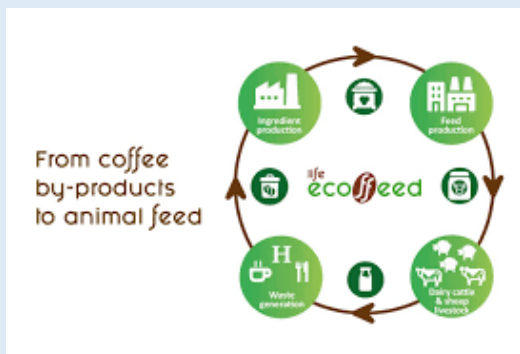 From coffee
by-products
to animal feed
Ingredient
production
Feed
production
life
ecoffeed
H
Waste
generation
Dairy cattle
& sheep
livestock